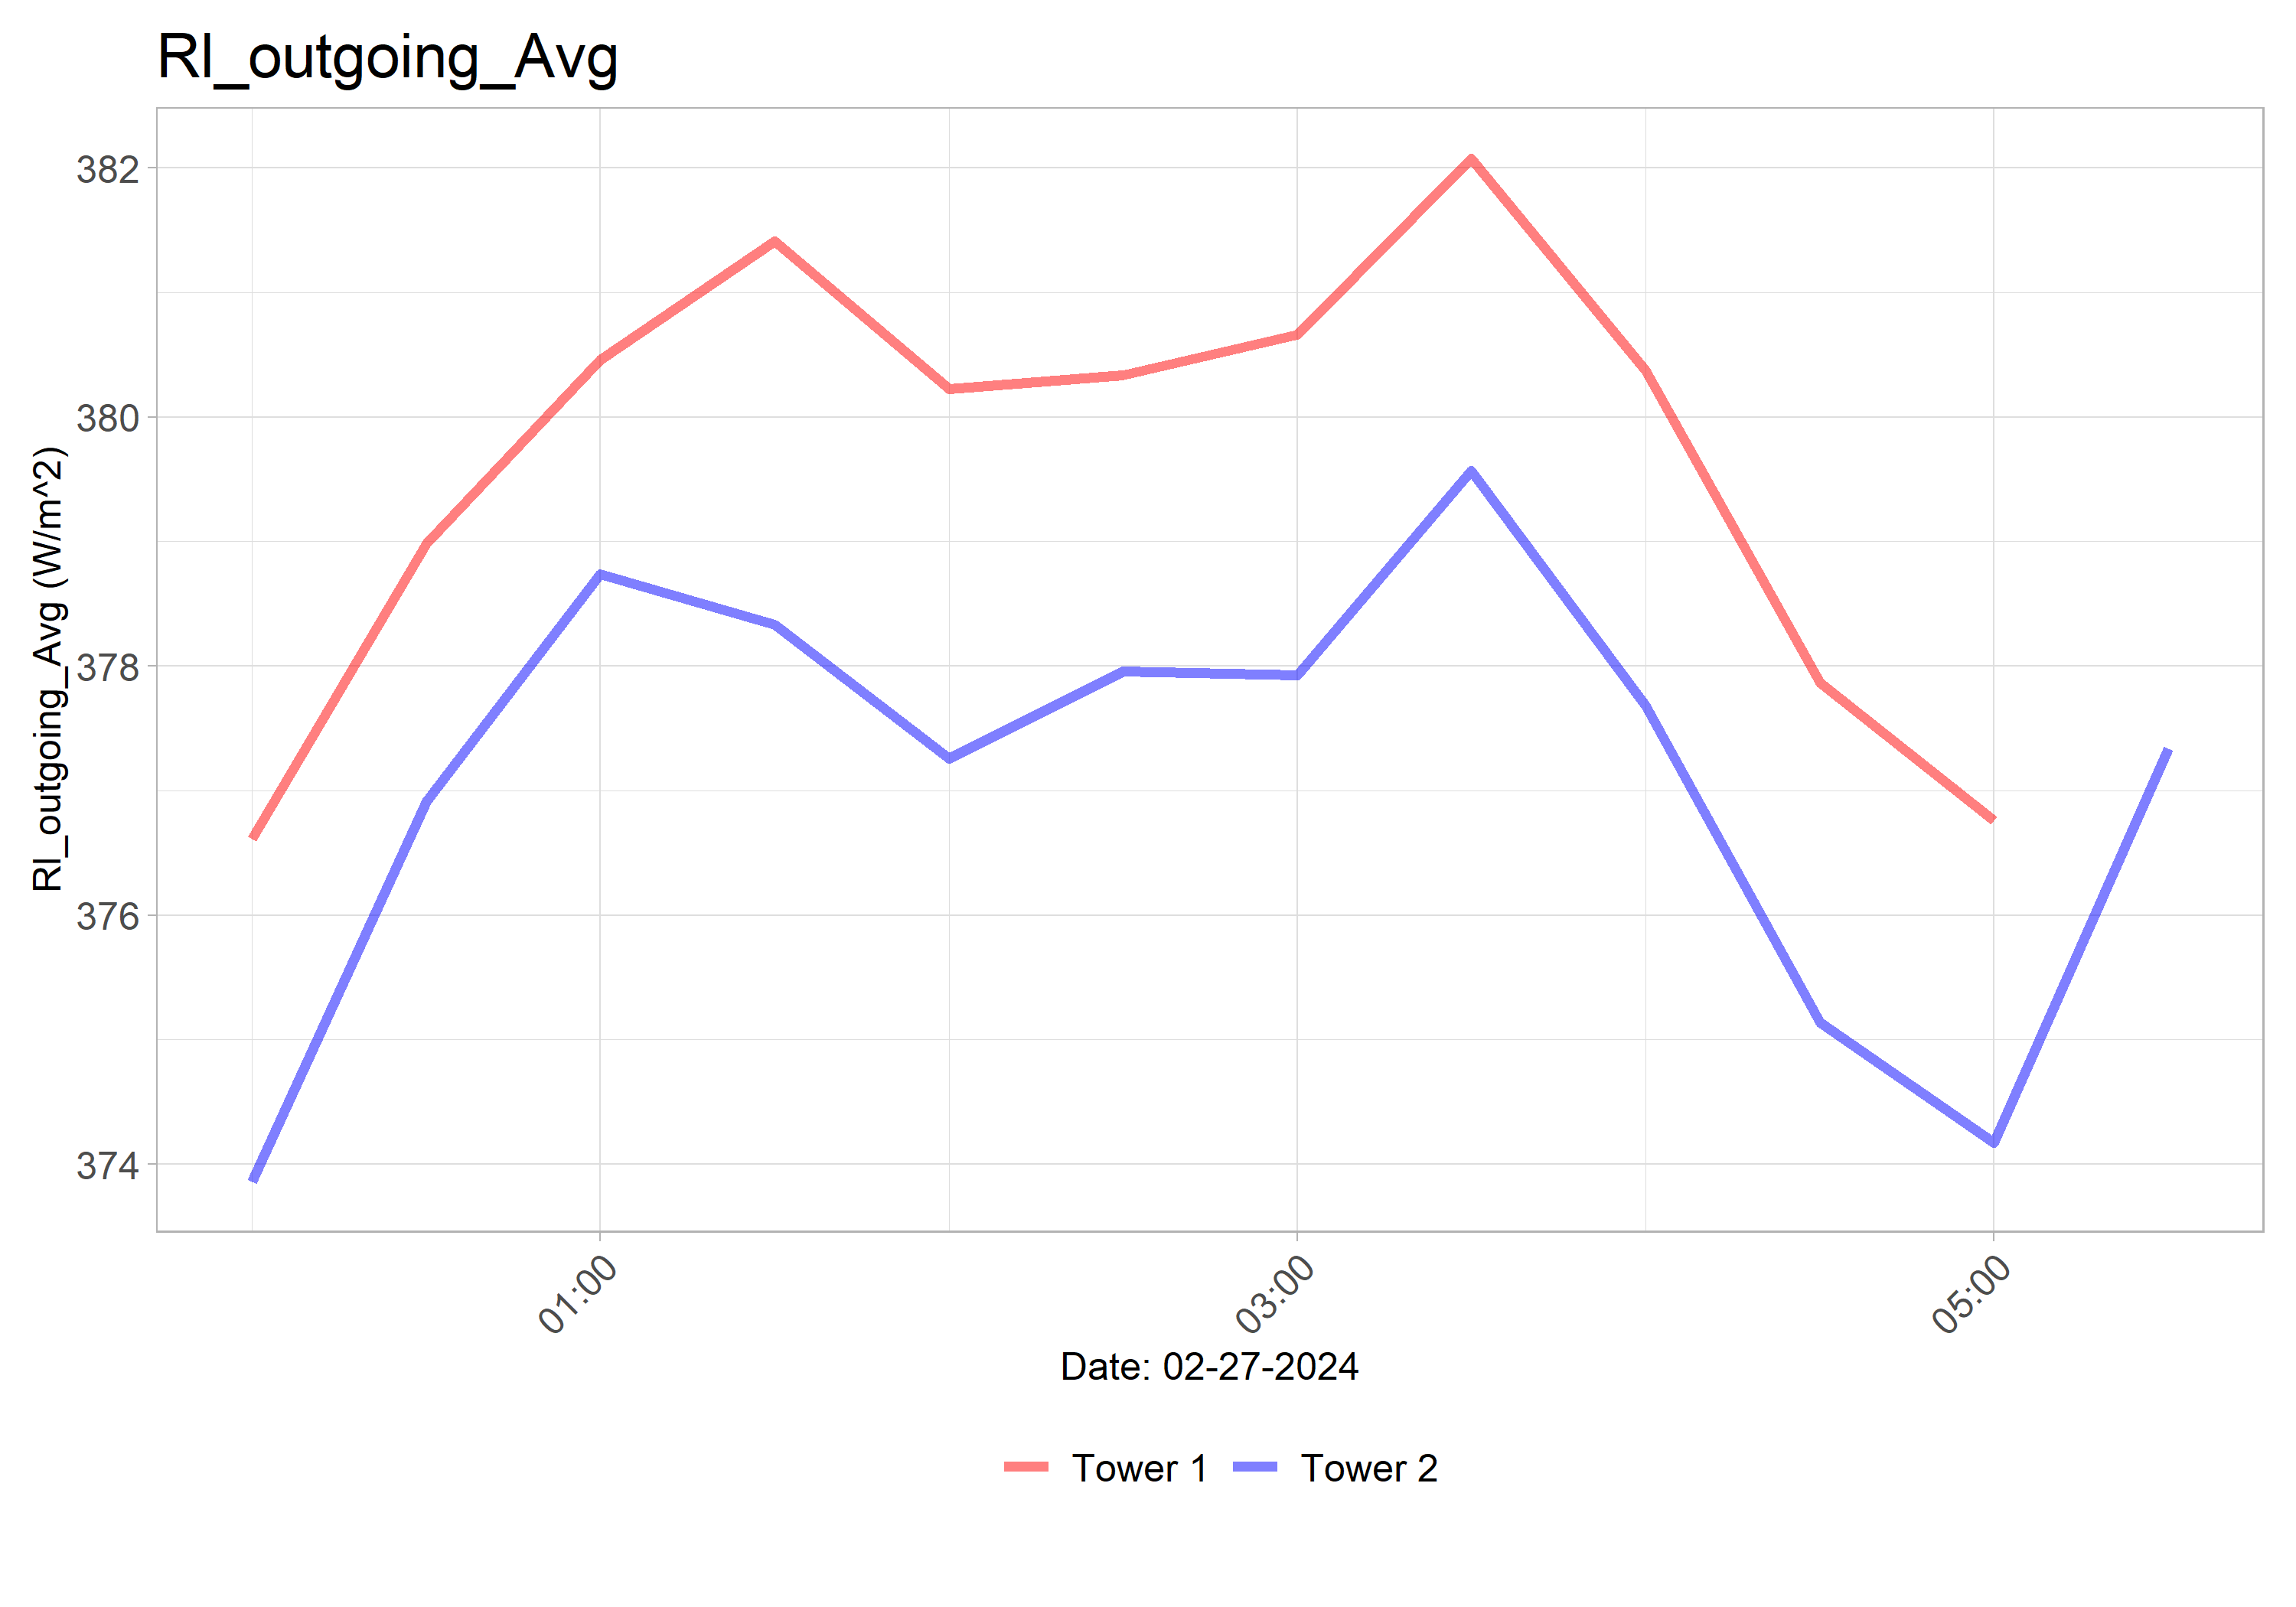 Rl_outgoing_Avg
Rl_outgoing_Avg (W/m^2)
382
380
378
376
374
01:00
03:00
05:00
Date: 02-27-2024
Tower 1
Tower 2